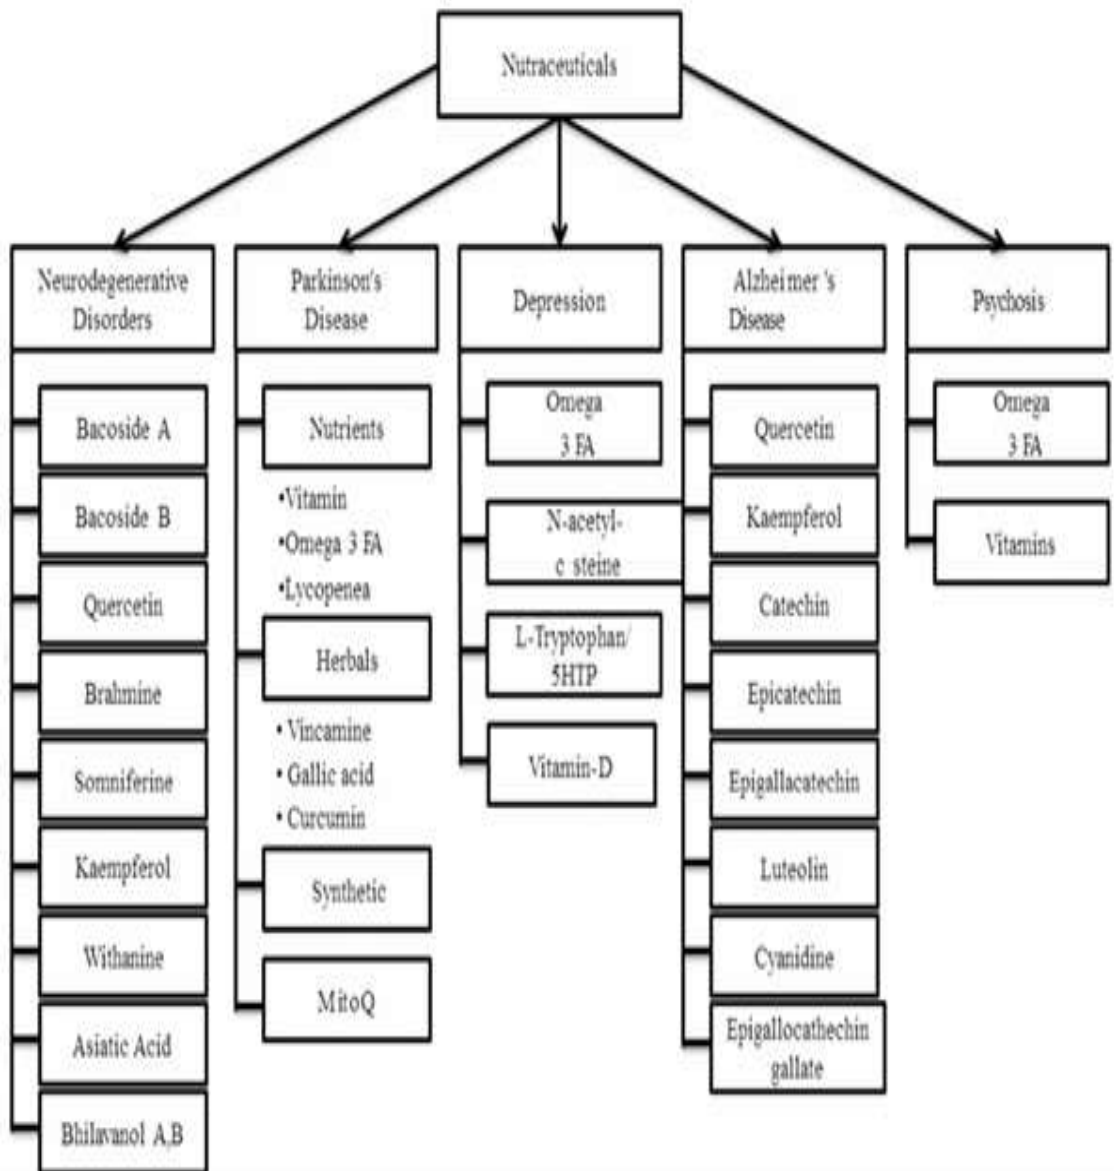 Nutraceuticals
Neurodegenerative
Disorders
Bacoside A
Bacoside B
Quercetin
Brahmine
Somniferine
Kaempferol
Withanine
Asiatic Acid
Bhilavanol A,B
Parkinson's
Disease
Nutrients
•Vitamin
•Omega 3 FA
•Lycopenea
Herbals
• Vincamine
• Gallic acid
• Curcumin
Synthetic
MitoQ
Depression
Omega
3 FA
N-acetyl-
c steine
L-Tryptophan/
5HTP
Vitamin-D
Alzheimer 's
Disease
Quercetin
Kaempferol
Catechin
Epicatechin
Epigallacatechin
Luteolin
Cyanidine
Epigallocathechin
gallate
Psychosis
Omega
3 FA
Vitamins